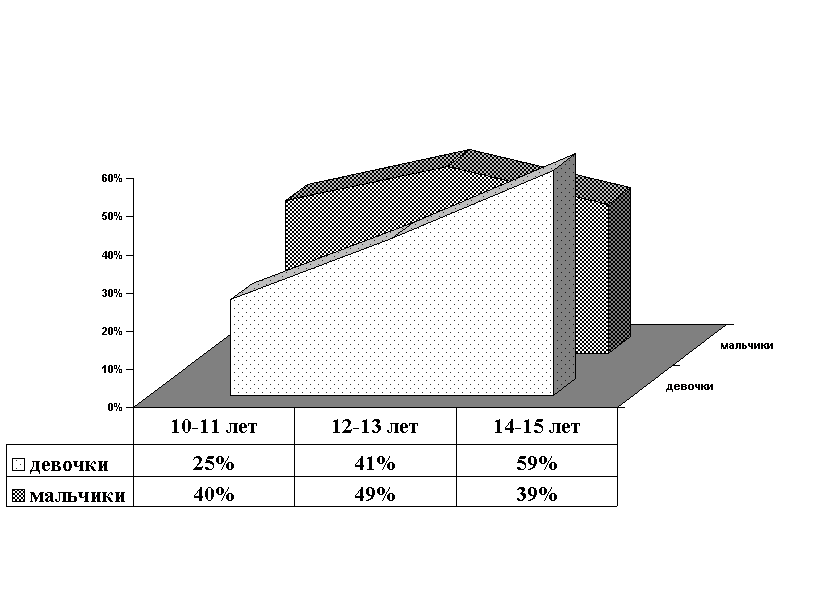 60%
50%
40%
30%
20%
10%
0%
мальчики
девочки
10-11 лет 12-13 лет 14-15 лет
девочки 25% 41% 59%
мальчики 40% 49% 39%